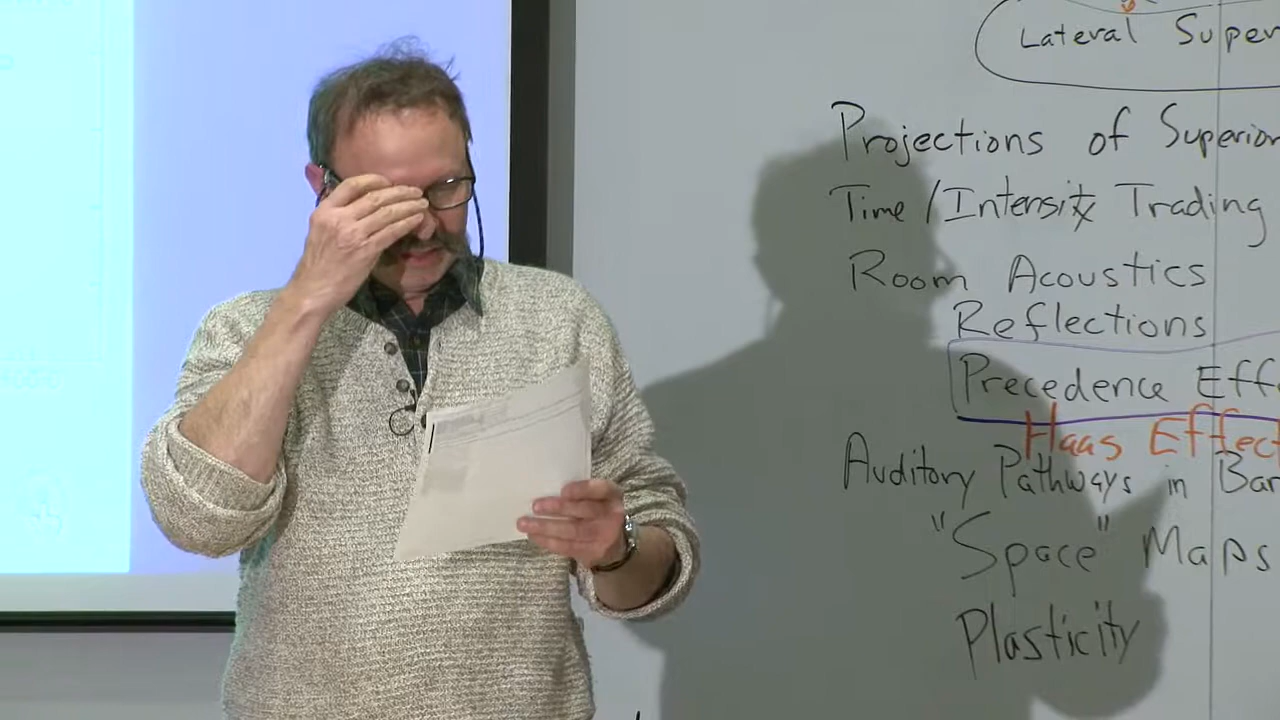 Lateral Super
Projections of Superior
Time/Intensity Trading
Room Acoustics
Reflections
Precedence Eff
Haas Effect
Auditory Pathways in Bar
"Space" Maps
Plasticity